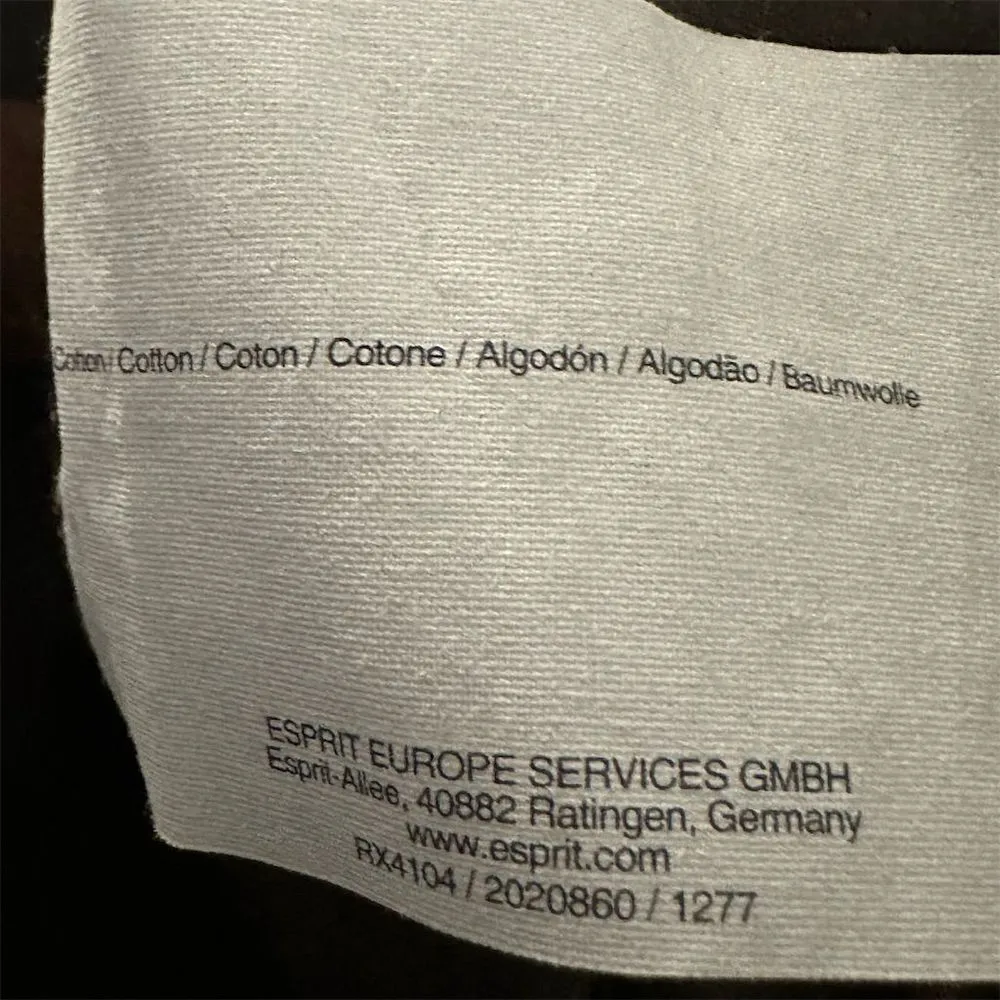 Cotton / Coton / Cotone / Algodón / Algodão / Baumwolle
ESPRIT EUROPE SERVICES GMBH
Esprit-Allee, 40882 Ratingen, Germany
www.esprit.com
RX4104 / 2020860 / 1277